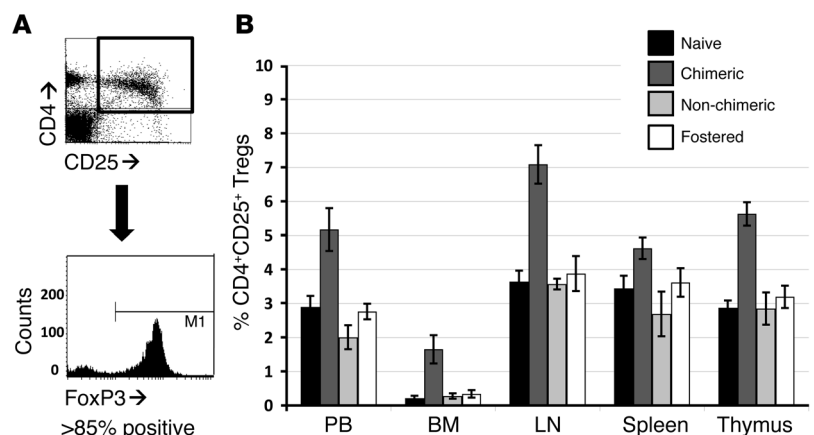 A
CD4→
CD25→
Counts
200
100
0
M1
FoxP3→
>85% positive
B
% CD4⁺CD25⁺ Tregs
10
9
8
7
6
5
4
3
2
1
0
PB BM LN Spleen Thymus
Naive
Chimeric
Non-chimeric
Fostered